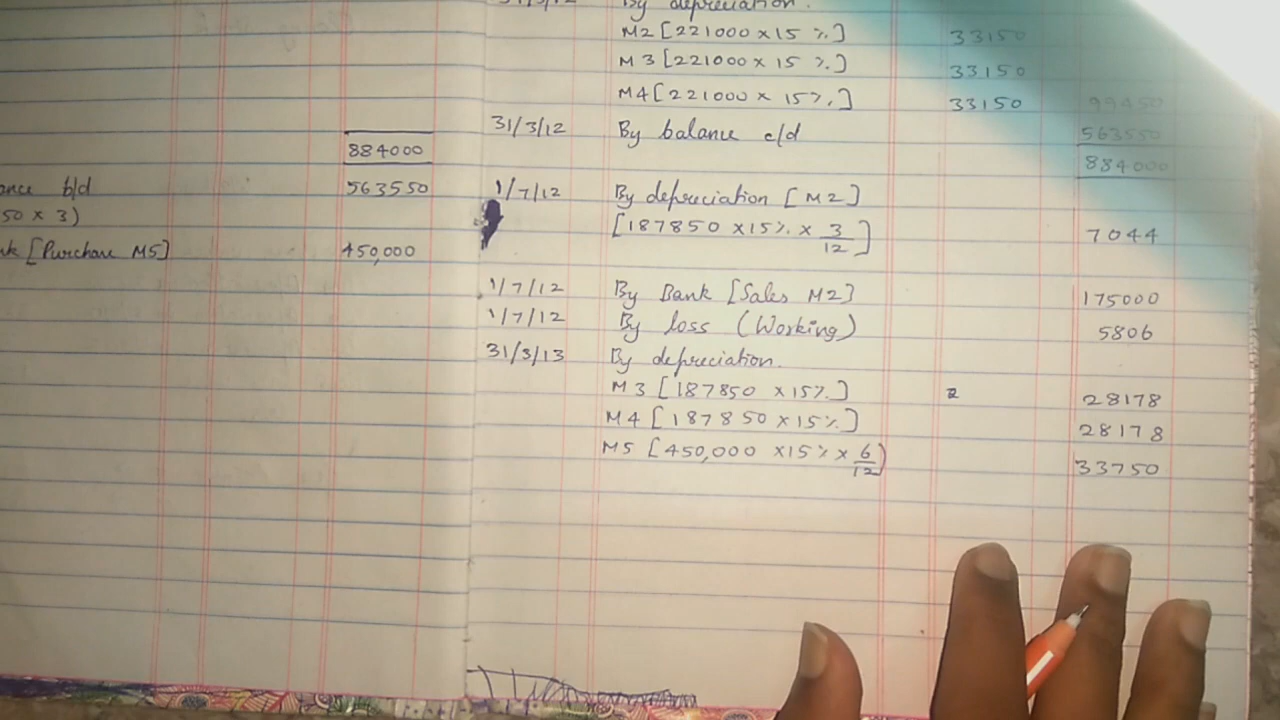 By depreciation.
M2 [221000 x 15 %] 33150
M3 [221000 x 15 %] 33150
M4 [221000 x 15%] 33150 99450
31/3/12 By balance c/d 563550
884000 884000
b/d 563550 1/7/12 By depreciation [M2]
50 x 3) [187850 x 15% x 3/12] 7044
[Purchase M5] 450,000
1/7/12 By Bank [Sales M2] 175000
1/7/12 By loss (Working) 5806
31/3/13 By depreciation.
M3 [187850 x 15%] 28178
M4 [187850 x 15%] 28178
M5 [450,000 x 15% x 6/12) 33750